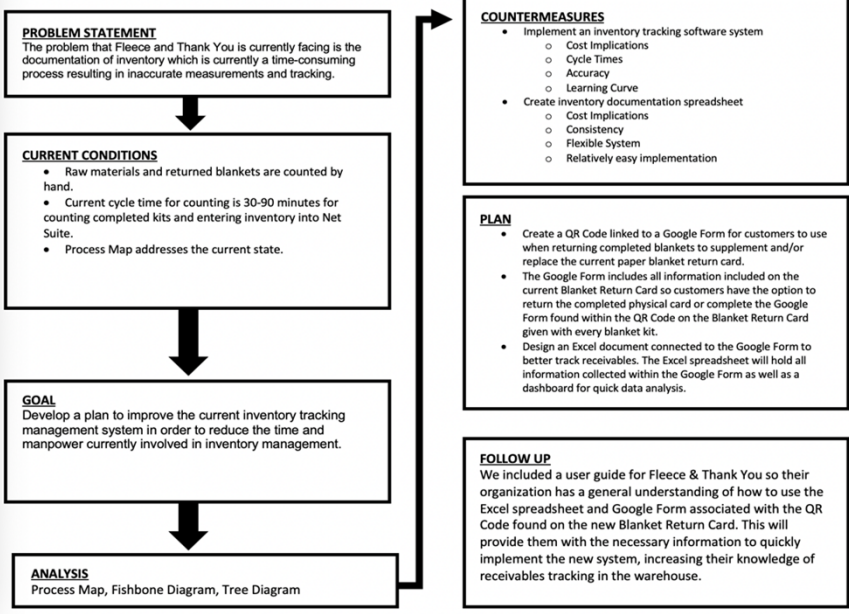 PROBLEM STATEMENT
The problem that Fleece and Thank You is currently facing is the
documentation of inventory which is currently a time-consuming
process resulting in inaccurate measurements and tracking.
CURRENT CONDITIONS
• Raw materials and returned blankets are counted by
hand.
• Current cycle time for counting is 30-90 minutes for
counting completed kits and entering inventory into Net
Suite.
• Process Map addresses the current state.
GOAL
Develop a plan to improve the current inventory tracking
management system in order to reduce the time and
manpower currently involved in inventory management.
ANALYSIS
Process Map, Fishbone Diagram, Tree Diagram
COUNTERMEASURES
• Implement an inventory tracking software system
o Cost Implications
o Cycle Times
o Accuracy
o Learning Curve
• Create inventory documentation spreadsheet
o Cost Implications
o Consistency
o Flexible System
o Relatively easy implementation
PLAN
• Create a QR Code linked to a Google Form for customers to use
when returning completed blankets to supplement and/or
replace the current paper blanket return card.
• The Google Form includes all information included on the
current Blanket Return Card so customers have the option to
return the completed physical card or complete the Google
Form found within the QR Code on the Blanket Return Card
given with every blanket kit.
• Design an Excel document connected to the Google Form to
better track receivables. The Excel spreadsheet will hold all
information collected within the Google Form as well as a
dashboard for quick data analysis.
FOLLOW UP
We included a user guide for Fleece & Thank You so their
organization has a general understanding of how to use the
Excel spreadsheet and Google Form associated with the QR
Code found on the new Blanket Return Card. This will
provide them with the necessary information to quickly
implement the new system, increasing their knowledge of
receivables tracking in the warehouse.